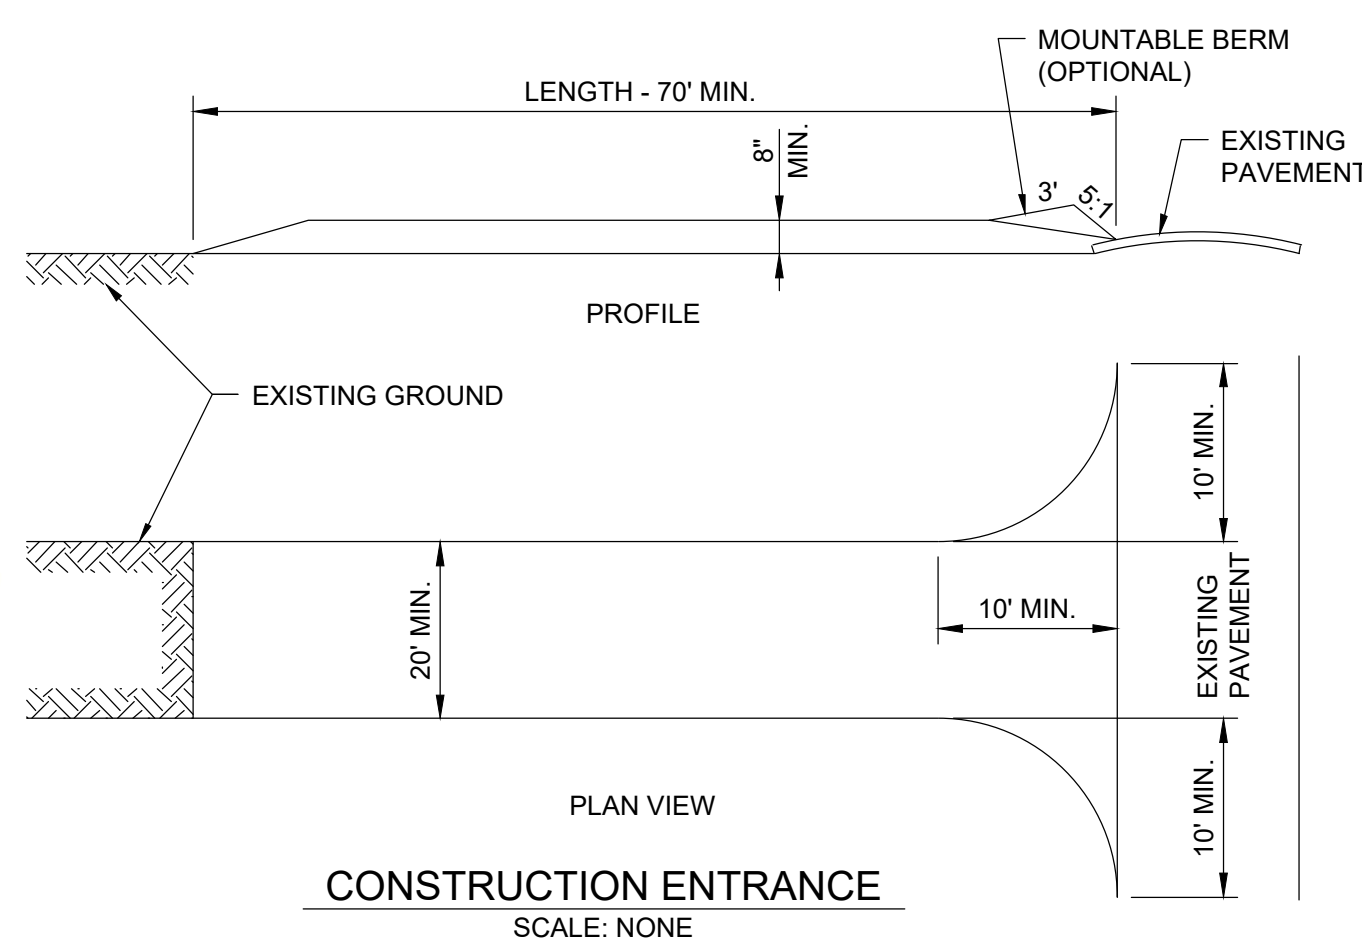 MOUNTABLE BERM
(OPTIONAL)
LENGTH - 70' MIN.
8"
MIN.
EXISTING
PAVEMENT
3'
5:1
PROFILE
EXISTING GROUND
10' MIN.
20' MIN.
10' MIN.
EXISTING
PAVEMENT
10' MIN.
PLAN VIEW
CONSTRUCTION ENTRANCE
SCALE: NONE